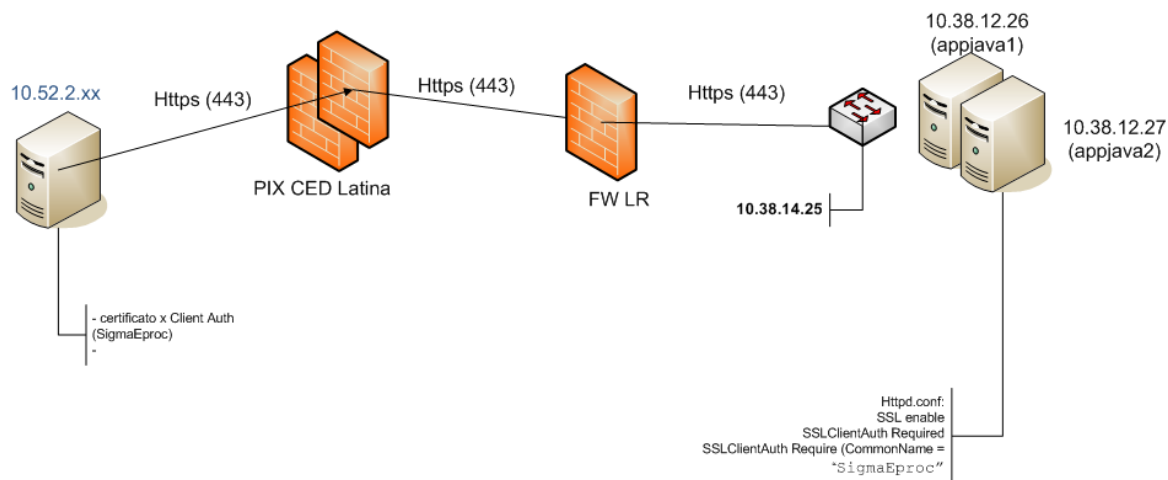 10.38.12.26
(appjava1)
10.52.2.xx
Https (443)
Https (443)
Https (443)
10.38.12.27
(appjava2)
PIX CED Latina
FW LR
10.38.14.25
- certificato x Client Auth
(SigmaEproc)
-
Httpd.conf:
SSL enable
SSLClientAuth Required
SSLClientAuth Require (CommonName =
“SigmaEproc”